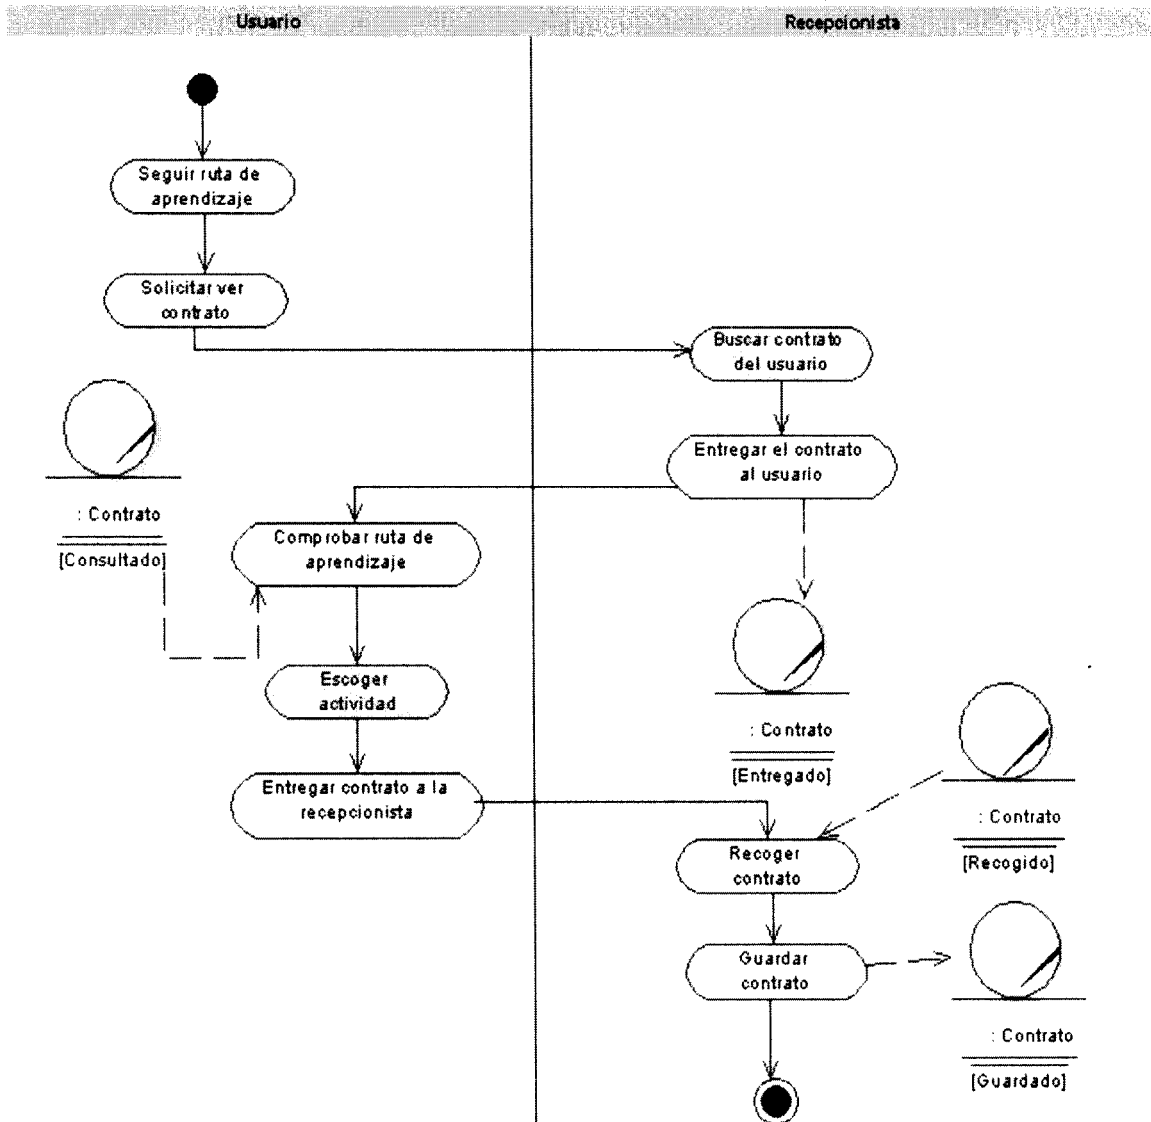 Usuario
Recepcionista
Seguir ruta de
aprendizaje
Solicitar ver
contrato
Buscar contrato
del usuario
Entregar el contrato
al usuario
: Contrato
[Consultado]
Comprobar ruta de
aprendizaje
Escoger
actividad
: Contrato
[Entregado]
Entregar contrato a la
recepcionista
: Contrato
[Recogido]
Recoger
contrato
Guardar
contrato
: Contrato
[Guardado]